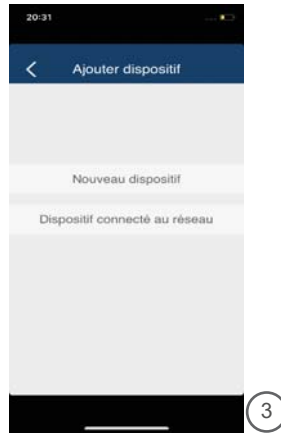 20:31
Ajouter dispositif
Nouveau dispositif
Dispositif connecté au réseau
3